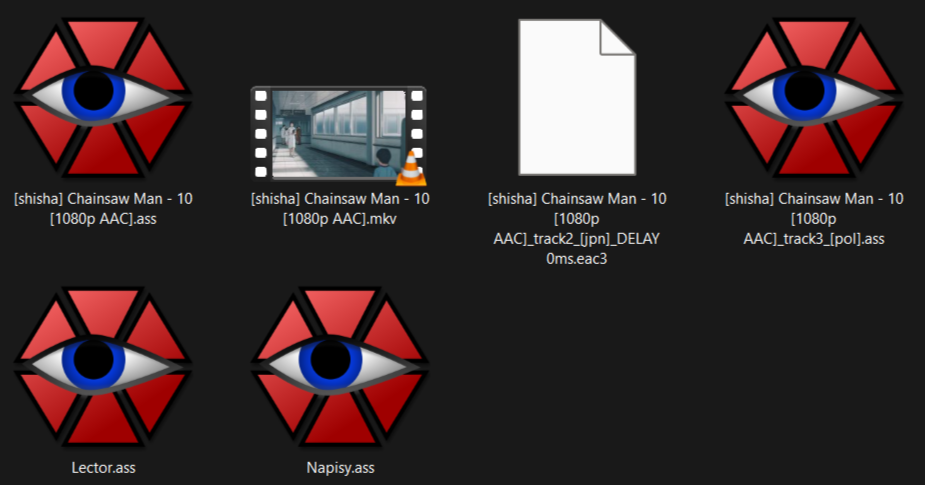 [shisha] Chainsaw Man - 10
[1080p AAC].ass
[shisha] Chainsaw Man - 10
[1080p AAC].mkv
[shisha] Chainsaw Man - 10
[1080p
AAC]_track2_[jpn]_DELAY
0ms.eac3
[shisha] Chainsaw Man - 10
[1080p
AAC]_track3_[pol].ass
Lector.ass
Napisy.ass